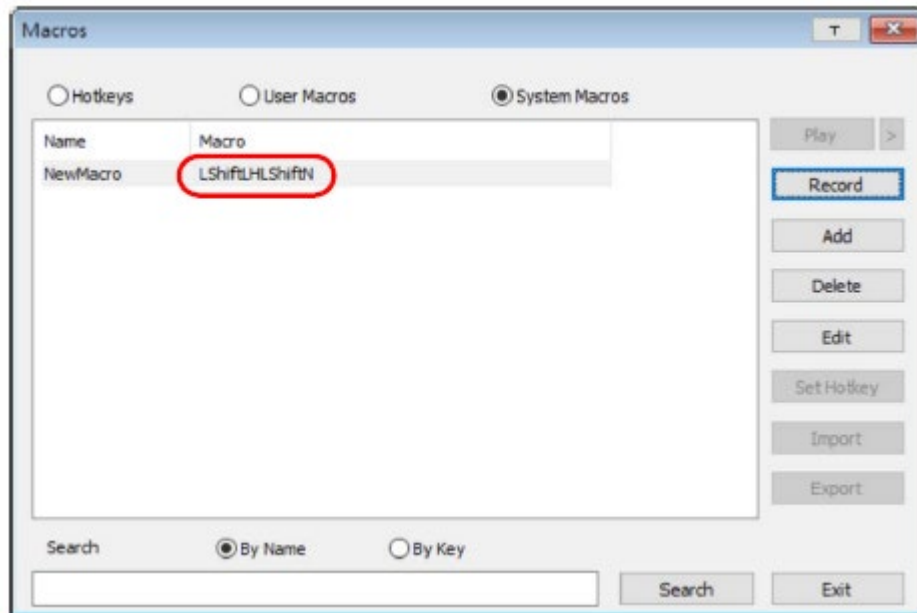 Macros
T
Hotkeys User Macros System Macros
Name Macro
NewMacro LShiftLHLShiftN
Play >
Record
Add
Delete
Edit
Set Hotkey
Import
Export
Search By Name By Key
Search Exit